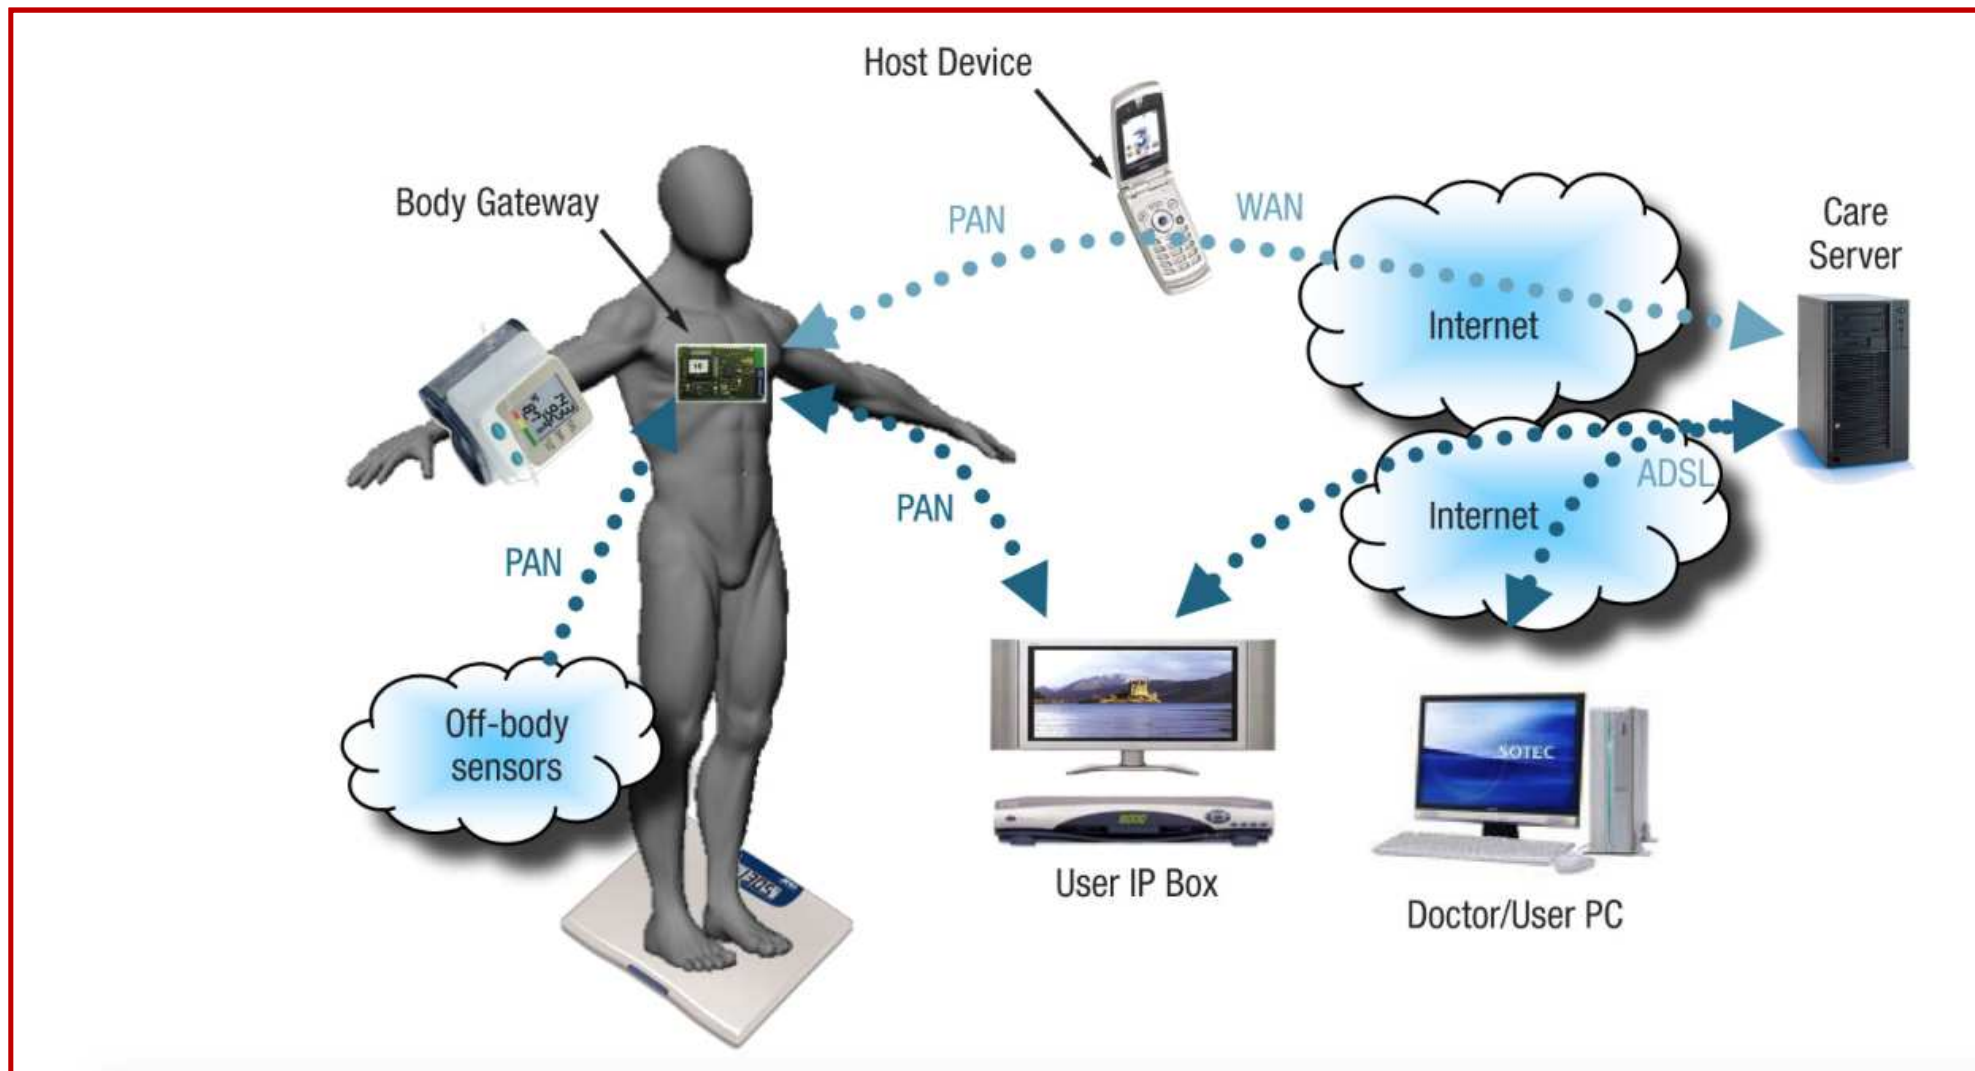 Host Device
Body Gateway
PAN
WAN
Care
Server
Internet
ADSL
Internet
PAN
PAN
Off-body
sensors
SOTEC
User IP Box
Doctor/User PC